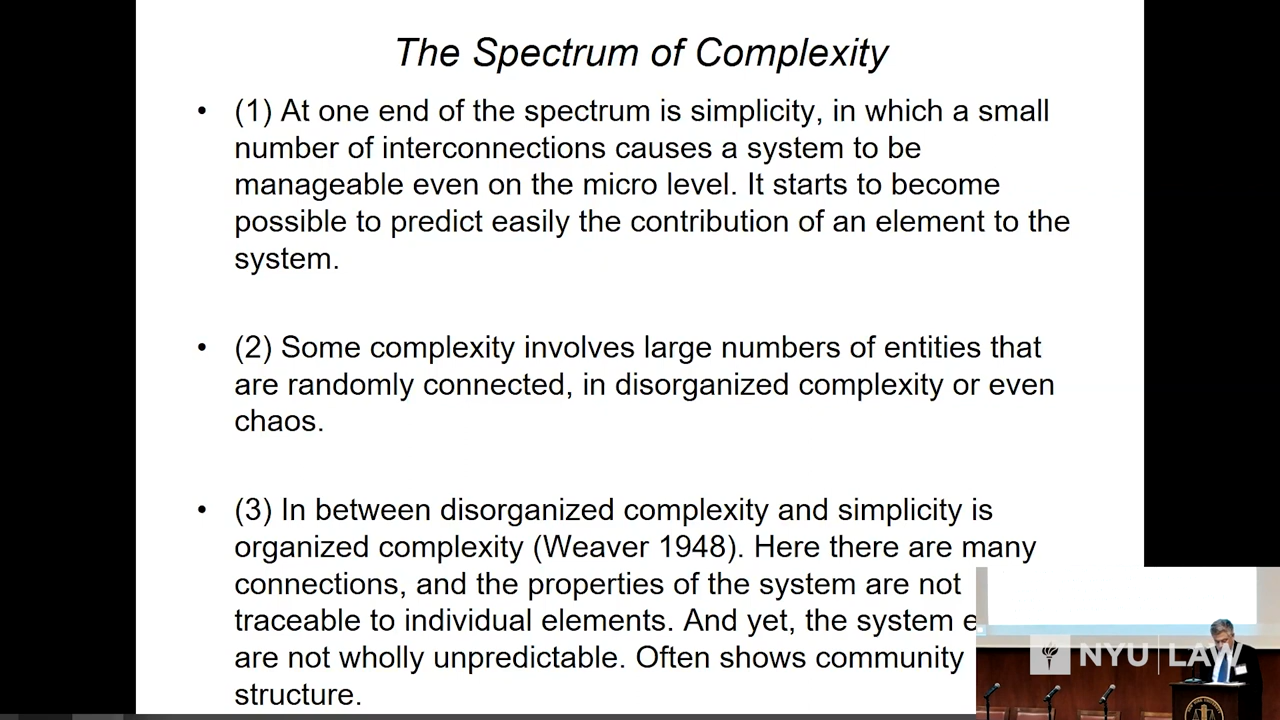 The Spectrum of Complexity
• (1) At one end of the spectrum is simplicity, in which a small
number of interconnections causes a system to be
manageable even on the micro level. It starts to become
possible to predict easily the contribution of an element to the
system.
• (2) Some complexity involves large numbers of entities that
are randomly connected, in disorganized complexity or even
chaos.
• (3) In between disorganized complexity and simplicity is
organized complexity (Weaver 1948). Here there are many
connections, and the properties of the system are not
traceable to individual elements. And yet, the system
are not wholly unpredictable. Often shows community
structure.
NYU | LAW